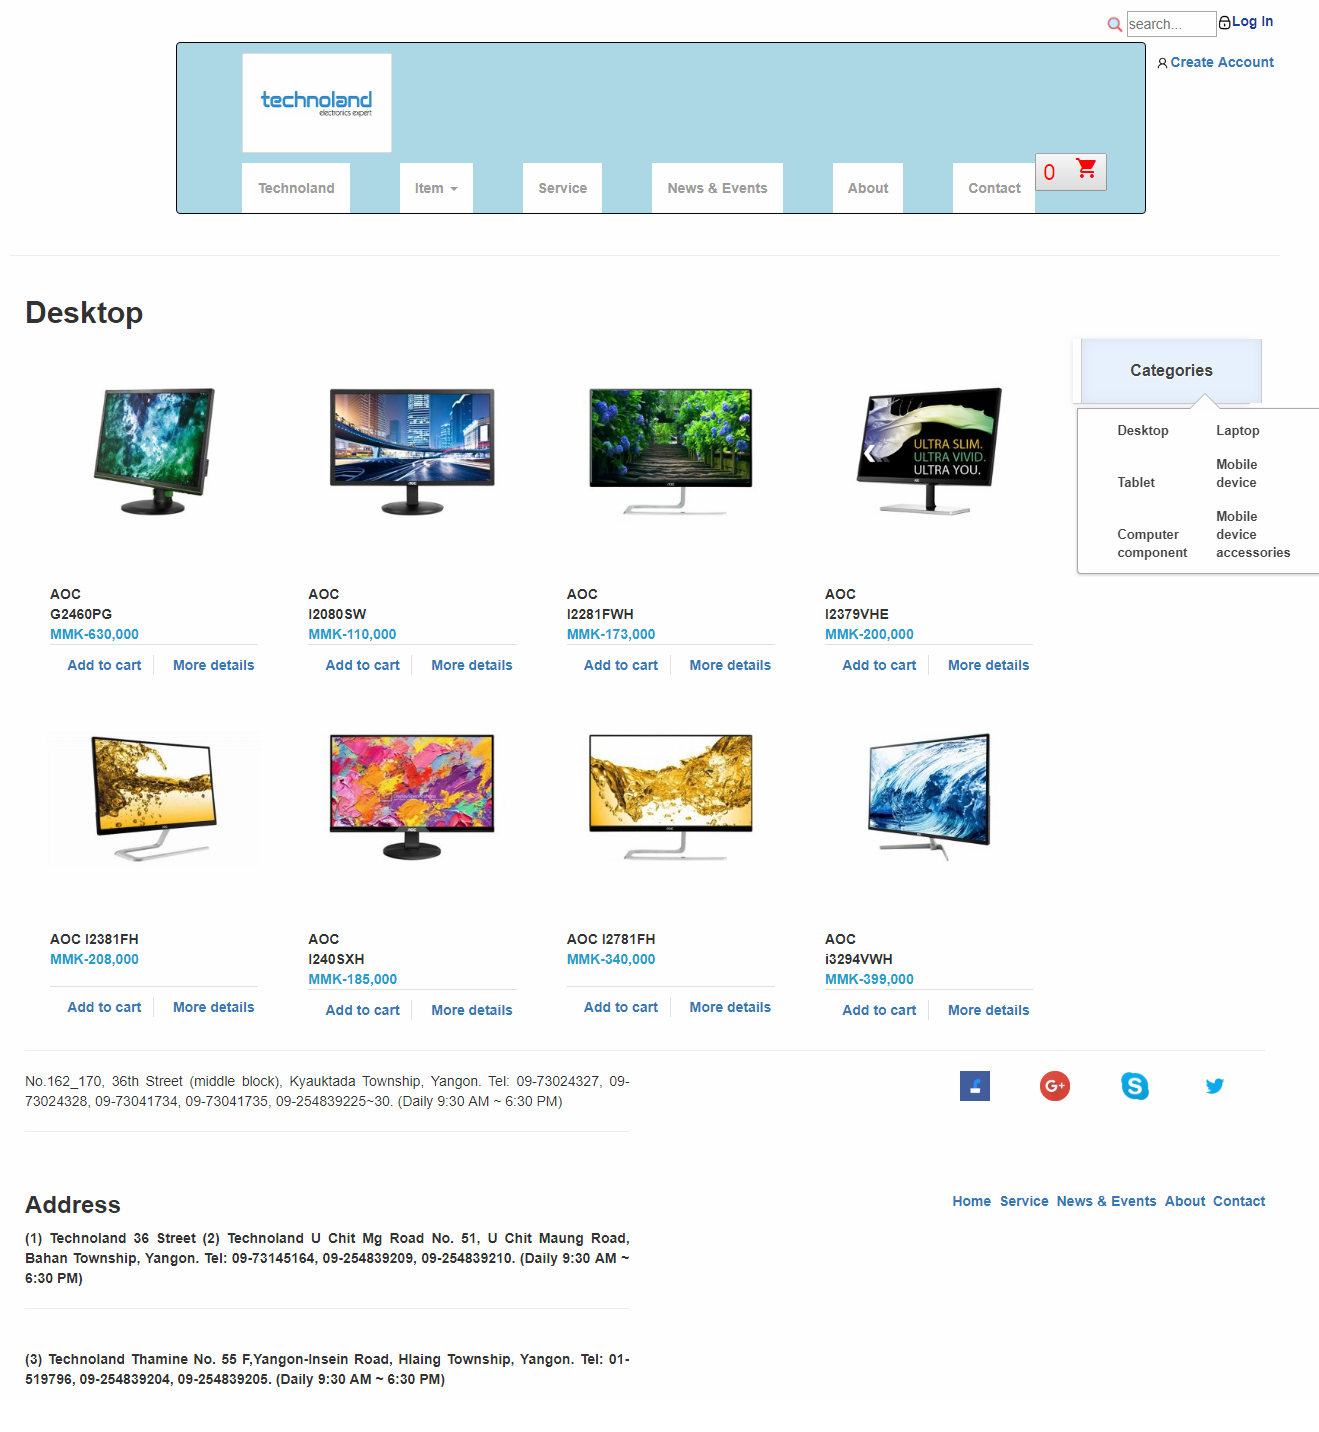 search...
Log In
Create Account
technoland
electronics expert
Technoland
Item
Service
News & Events
About
Contact
0
Desktop
Categories
Desktop
Laptop
Tablet
Mobile
device
Computer
component
Mobile
device
accessories
ULTRA SLIM.
ULTRA VIVID.
ULTRA YOU.
AOC
G2460PG
MMK-630,000
Add to cart
More details
AOC
I2080SW
MMK-110,000
Add to cart
More details
AOC
I2281FWH
MMK-173,000
Add to cart
More details
AOC
I2379VHE
MMK-200,000
Add to cart
More details
AOC I2381FH
MMK-208,000
Add to cart
More details
AOC
I240SXH
MMK-185,000
Add to cart
More details
AOC I2781FH
MMK-340,000
Add to cart
More details
AOC
i3294VWH
MMK-399,000
Add to cart
More details
No.162_170, 36th Street (middle block), Kyauktada Township, Yangon. Tel: 09-73024327, 09-
73024328, 09-73041734, 09-73041735, 09-254839225~30. (Daily 9:30 AM ~ 6:30 PM)
Address
(1) Technoland 36 Street (2) Technoland U Chit Mg Road No. 51, U Chit Maung Road,
Bahan Township, Yangon. Tel: 09-73145164, 09-254839209, 09-254839210. (Daily 9:30 AM ~
6:30 PM)
Home Service News & Events About Contact
(3) Technoland Thamine No. 55 F,Yangon-Insein Road, Hlaing Township, Yangon. Tel: 01-
519796, 09-254839204, 09-254839205. (Daily 9:30 AM ~ 6:30 PM)